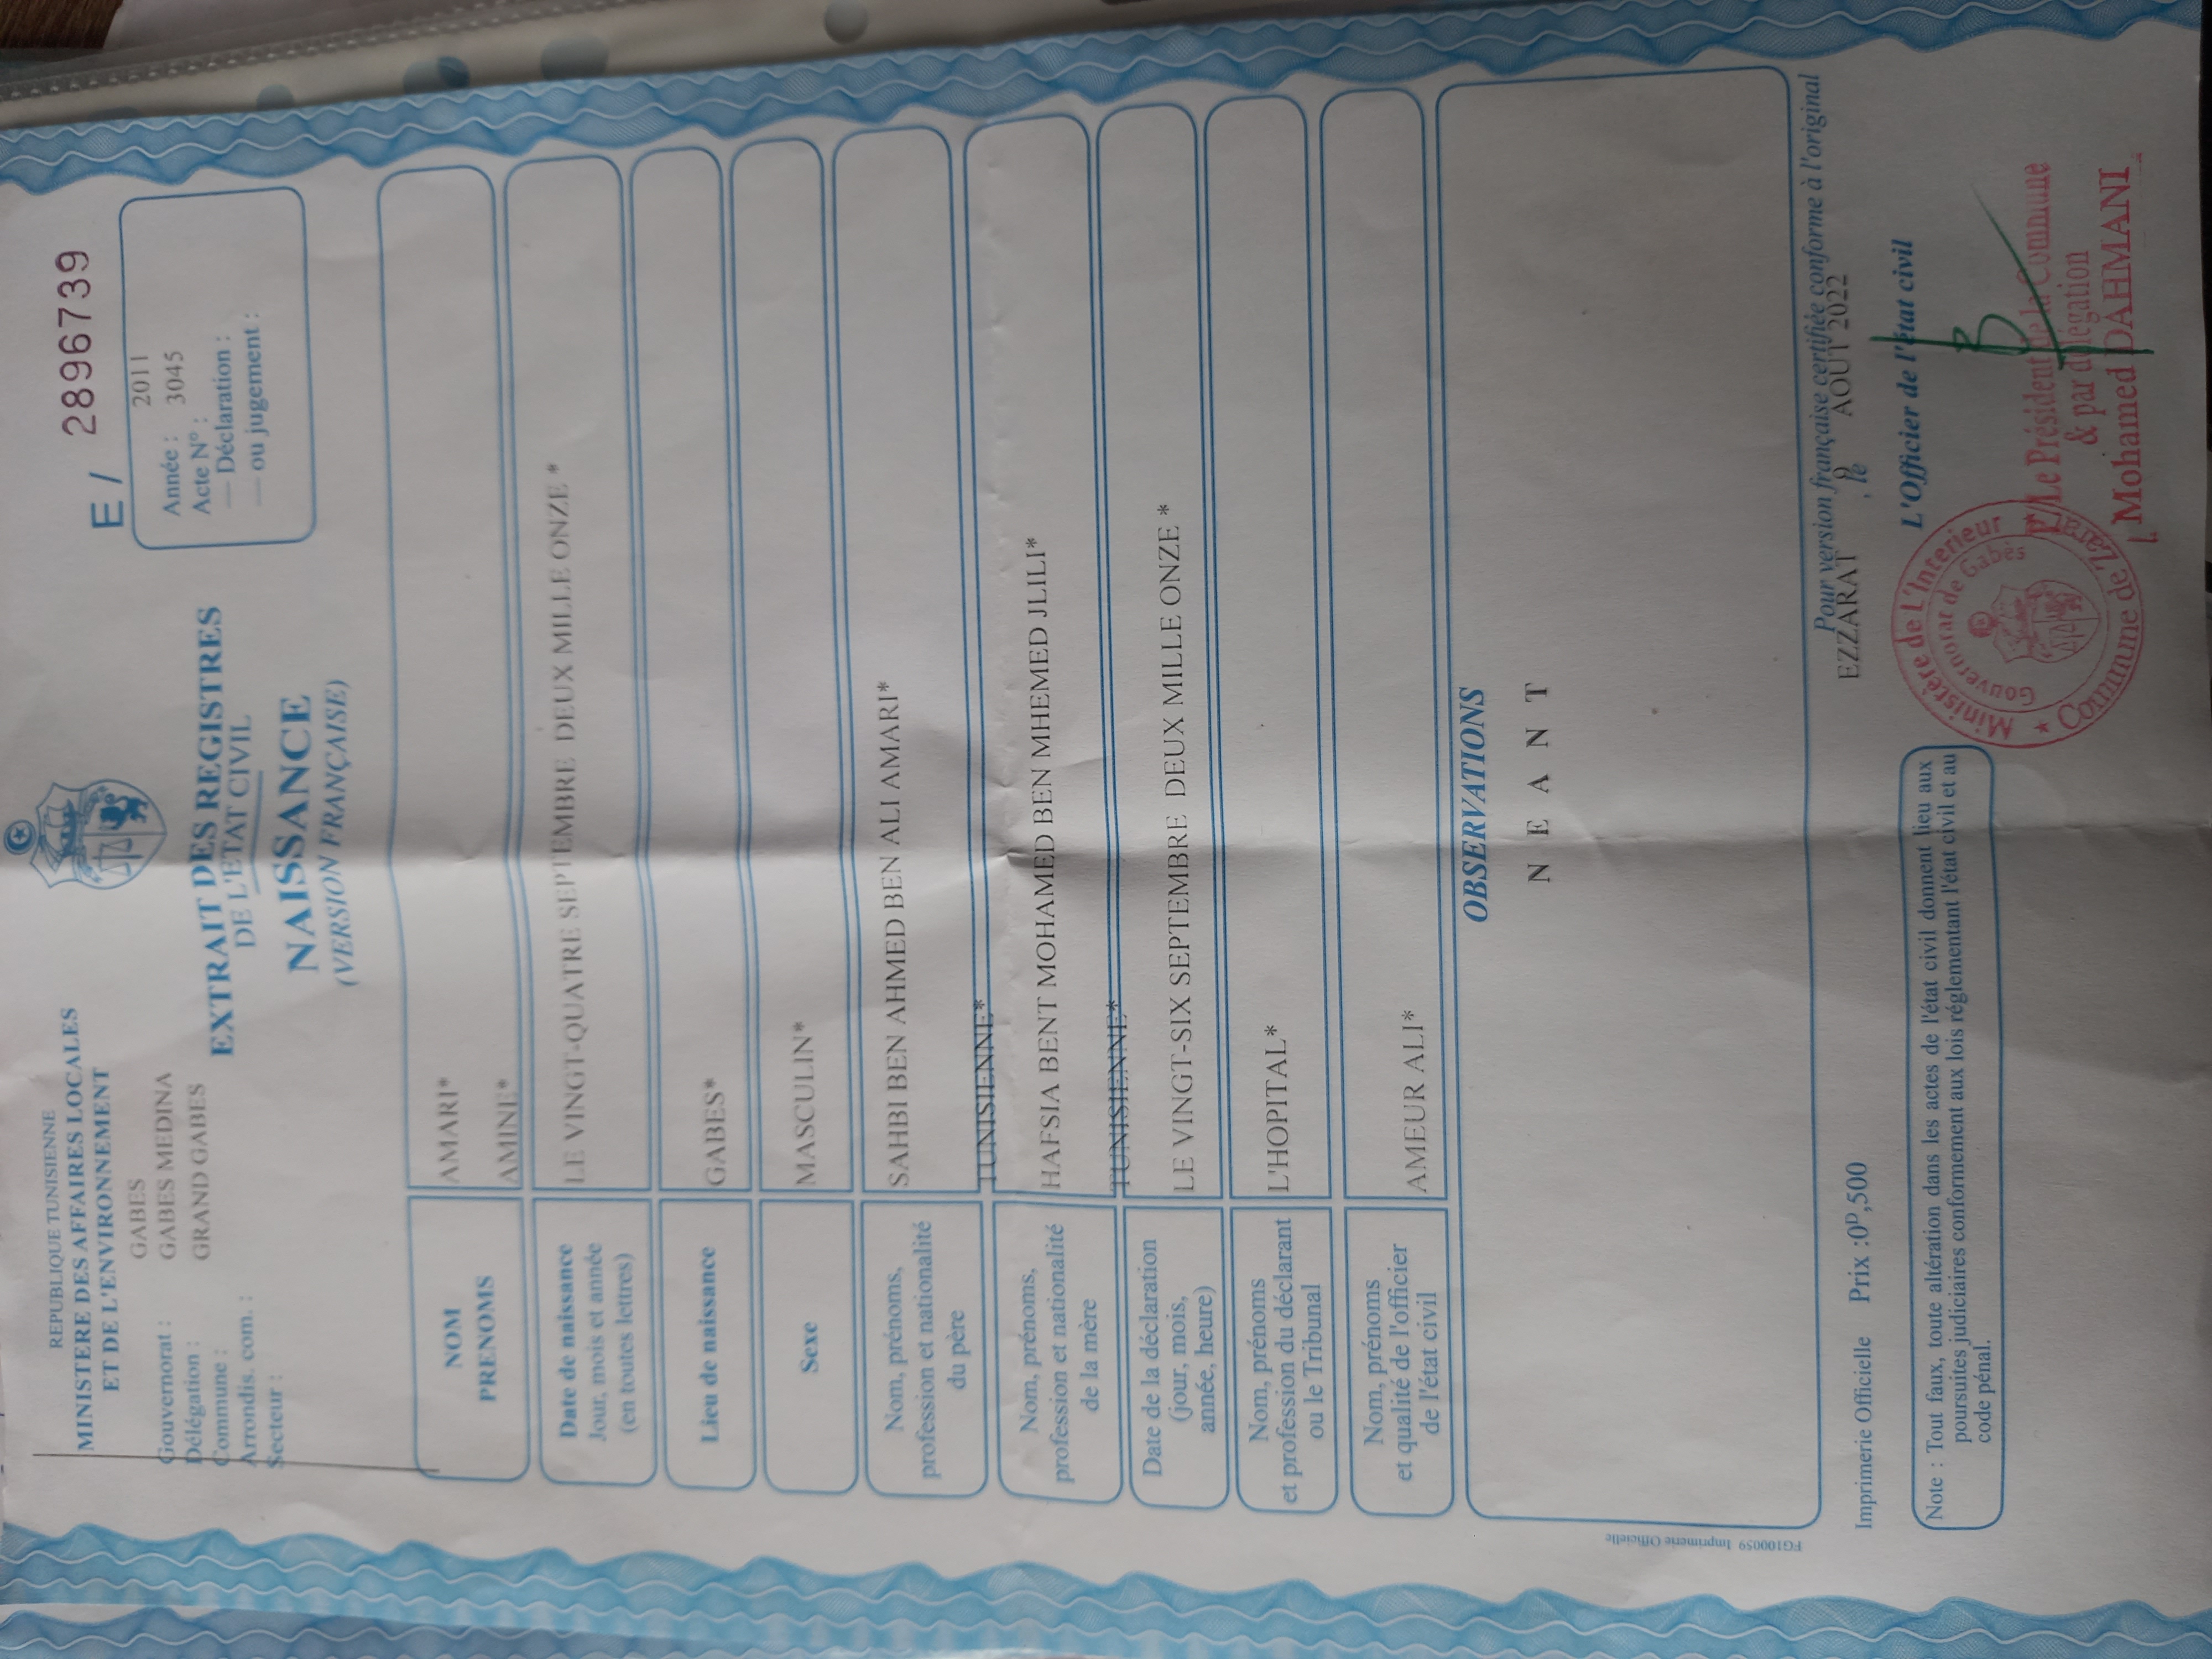 REPUBLIQUE TUNISIENNE
MINISTERE DES AFFAIRES LOCALES
ET DE L'ENVIRONNEMENT
Gouvernorat : GABES
Délégation : GABES MEDINA
Commune : GRAND GABES
Arrondis. com. :
Secteur :
E / 2896739
2011
Année :
Acte N° : 3045
— Déclaration :
— ou jugement :
EXTRAIT DES REGISTRES
DE L'ETAT CIVIL
NAISSANCE
(VERSION FRANÇAISE)
NOM
PRENOMS
AMARI*
AMINE*
Date de naissance
Jour, mois et année
(en toutes lettres)
LE VINGT-QUATRE SEPTEMBRE DEUX MILLE ONZE *
Lieu de naissance
GABES*
Sexe
MASCULIN*
Nom, prénoms,
profession et nationalité
du père
SAHBI BEN AHMED BEN ALI AMARI*
TUNISIENNE*
Nom, prénoms,
profession et nationalité
de la mère
HAFSIA BENT MOHAMED BEN MHEMED JLILI*
TUNISIENNE*
Date de la déclaration
(jour, mois,
année, heure)
LE VINGT-SIX SEPTEMBRE DEUX MILLE ONZE *
Nom, prénoms
et profession du déclarant
ou le Tribunal
L'HOPITAL*
Nom, prénoms
et qualité de l'officier
de l'état civil
AMEUR ALI*
OBSERVATIONS
N E A N T
FG100059 Imprimerie Officielle
Pour version française certifiée conforme à l'original
EZZARAT , le 9 AOUT 2022
L'Officier de l'état civil
Imprimerie Officielle Prix :0D,500
Note : Tout faux, toute altération dans les actes de l'état civil donnent lieu aux
poursuites judiciaires conformement aux lois réglementant l'état civil et au
code pénal.
Ministère de L'Interieur
Gouvernorat de Gabès
Commune de Zarat
P/Le Président de la Commune
& par délégation
Mohamed DAHMANI